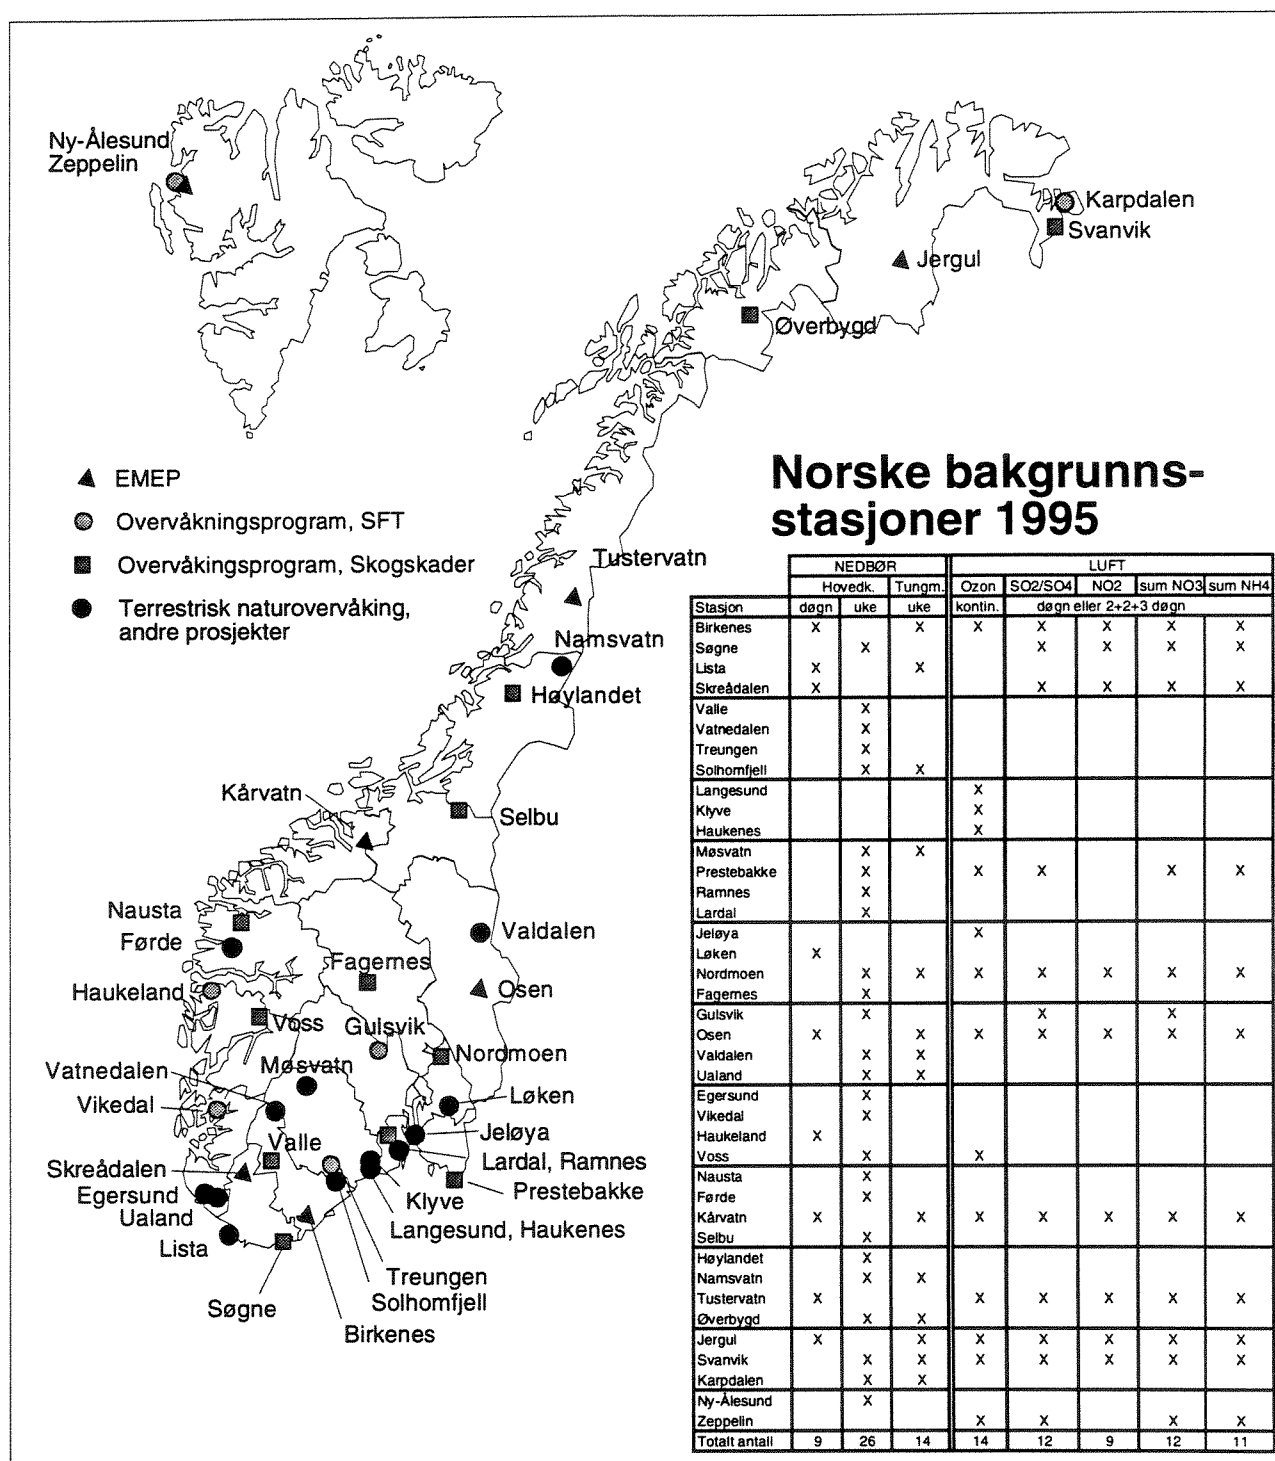 Ny-Ålesund
Zeppelin
Karpdalen
Svanvik
Jergul
Øverbygd
EMEP
Overvåkningsprogram, SFT
Overvåkingsprogram, Skogskader
Terrestrisk naturovervåking,
andre prosjekter
Norske bakgrunns-
stasjoner 1995
Tustervatn
Namsvatn
Høylandet
Kårvatn
Selbu
Nausta
Førde
Valdalen
Fagernes
Haukeland
Osen
Voss
Gulsvik
Nordmoen
Vatnedalen
Møsvatn
Vikedal
Løken
Jeløya
Valle
Lardal, Ramnes
Skreådalen
Prestebakke
Egersund
Klyve
Ualand
Langesund, Haukenes
Lista
Treungen
Solhomfjell
Søgne
Birkenes
NEDBØR LUFT
Hovedk. Tungm. Ozon SO2/SO4 NO2 sum NO3 sum NH4
Stasjon døgn uke uke kontin. døgn eller 2+2+3 døgn
Birkenes X X X X X X X
Søgne X X X X X
Lista X X
Skreådalen X X X X X
Valle X
Vatnedalen X
Treungen X
Solhomfjell X X
Langesund X
Klyve X
Haukenes X
Møsvatn X X
Prestebakke X X X X X
Ramnes X
Lardal X
Jeløya X
Løken X
Nordmoen X X X X X X X
Fagernes X
Gulsvik X X X
Osen X X X X X X X
Valdalen X X
Ualand X X
Egersund X
Vikedal X
Haukeland X
Voss X X
Nausta X
Førde X
Kårvatn X X X X X X X
Selbu X
Høylandet X
Namsvatn X X
Tustervatn X X X X X X
Øverbygd X X
Jergul X X X X X X X
Svanvik X X X X X X X
Karpdalen X X
Ny-Ålesund X
Zeppelin X X X X
Totalt antall 9 26 14 14 12 9 12 11